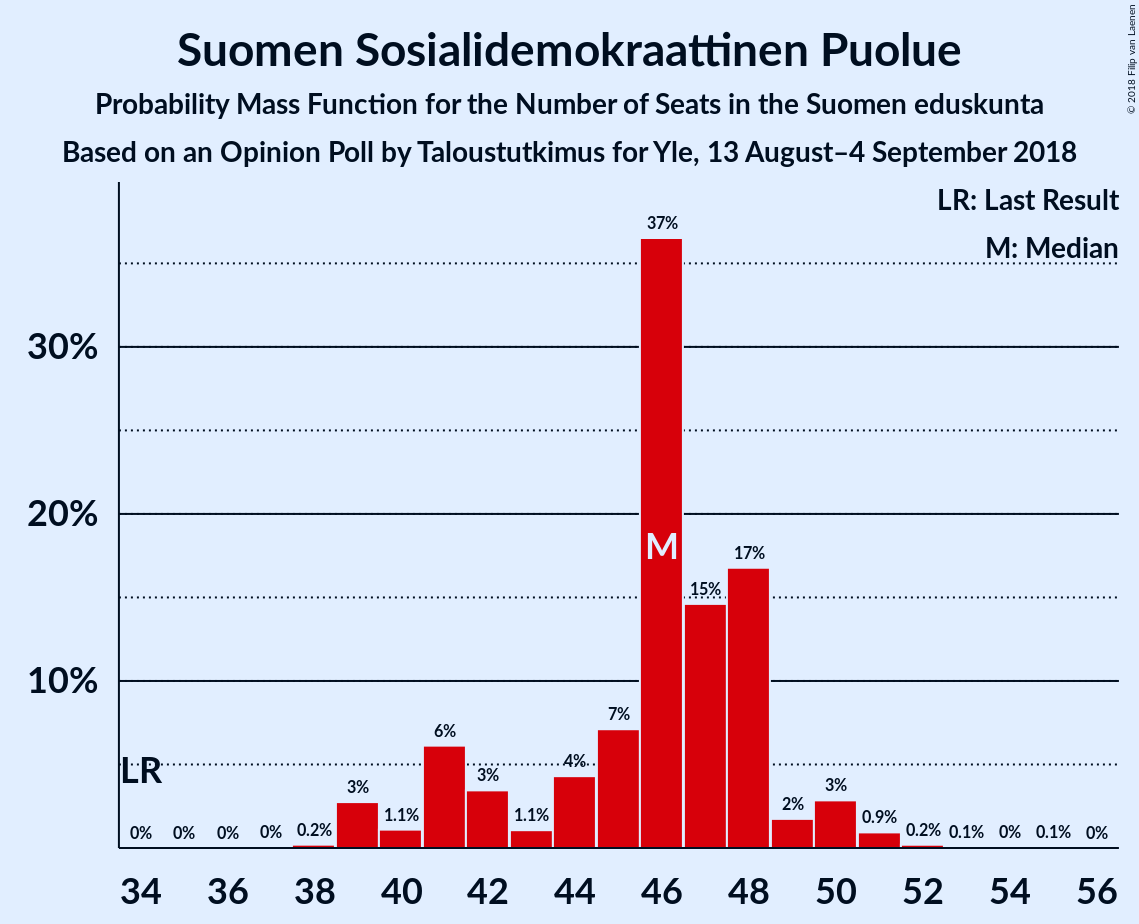 Suomen Sosialidemokraattinen Puolue
Probability Mass Function for the Number of Seats in the Suomen eduskunta
Based on an Opinion Poll by Taloustutkimus for Yle, 13 August–4 September 2018
© 2018 Filip van Laenen
LR: Last Result
M: Median
37%
30%
20%
M
17%
15%
10%
7%
6%
LR
4%
3%
3%
3%
2%
1.1%
1.1%
0.9%
0% 0% 0% 0% 0.2% 0.2% 0.1% 0% 0.1% 0%
34 36 38 40 42 44 46 48 50 52 54 56